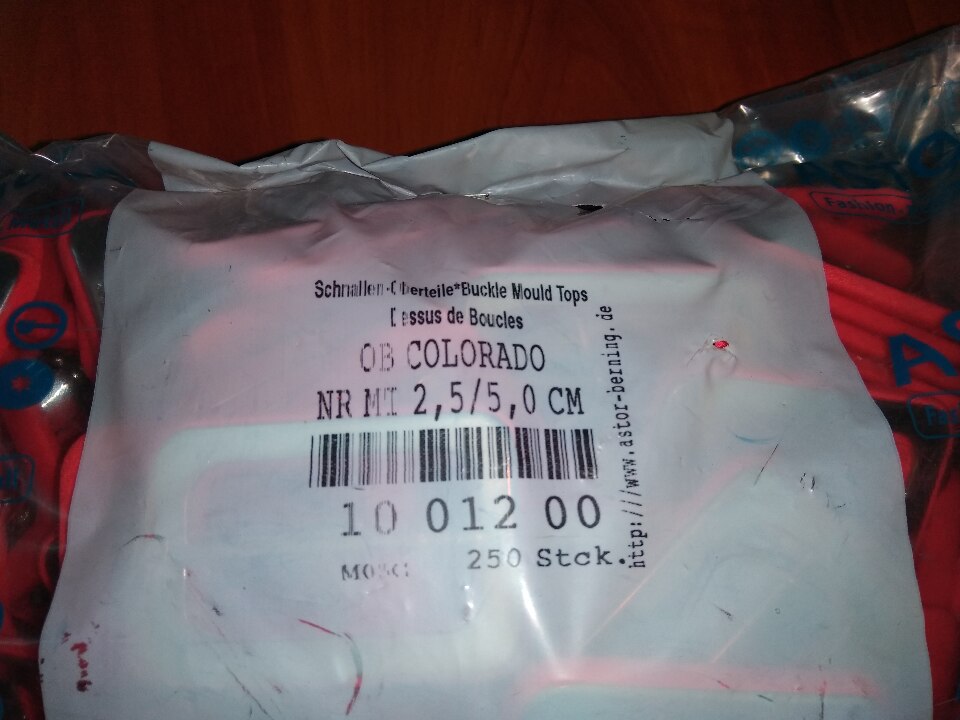 Schnallen-Oberteile*Buckle Mould Tops
Dessus de Boucles
OB COLORADO
NR MT 2,5/5,0 CM
10 012 00
250 Stck.
http:///www.astor-berning.de
Fashion